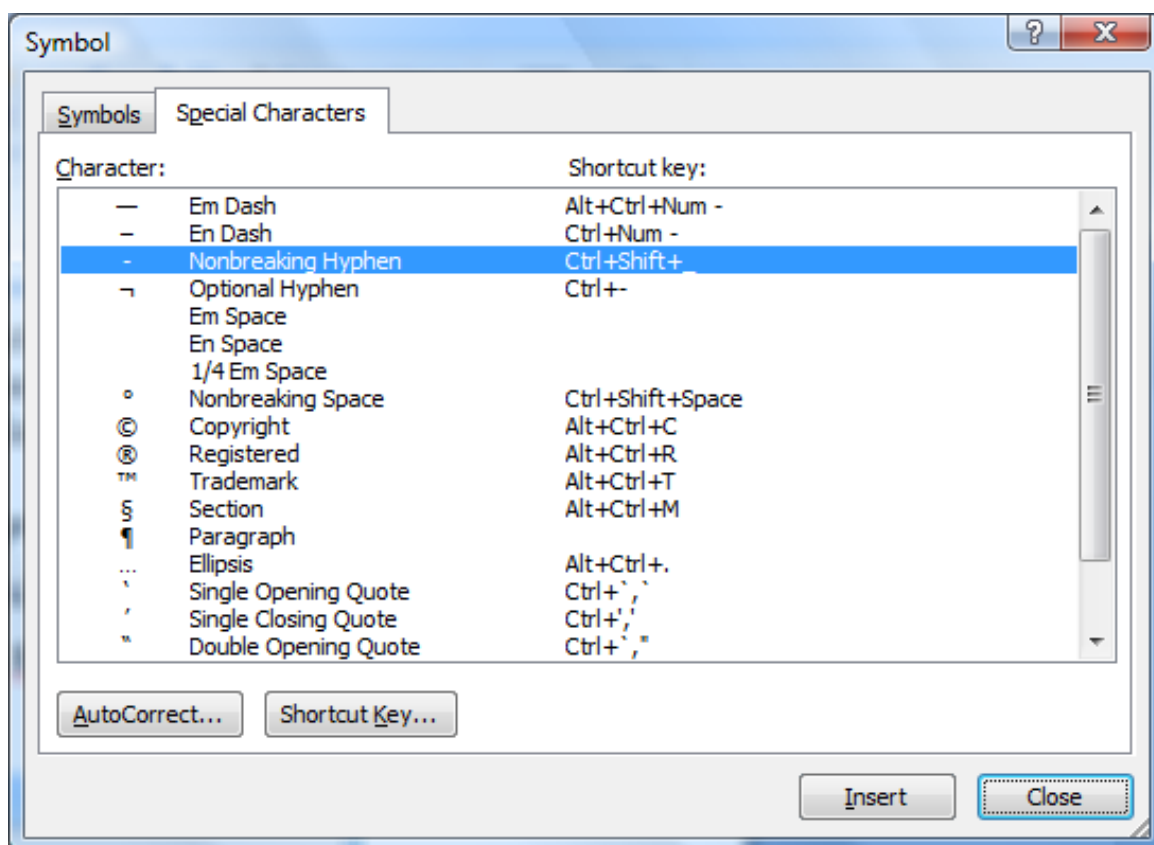 Symbol
Symbols Special Characters
Character: Shortcut key:
— Em Dash Alt+Ctrl+Num -
– En Dash Ctrl+Num -
- Nonbreaking Hyphen Ctrl+Shift+_
¬ Optional Hyphen Ctrl+-
Em Space
En Space
1/4 Em Space
° Nonbreaking Space Ctrl+Shift+Space
© Copyright Alt+Ctrl+C
® Registered Alt+Ctrl+R
™ Trademark Alt+Ctrl+T
§ Section Alt+Ctrl+M
¶ Paragraph
… Ellipsis Alt+Ctrl+.
‘ Single Opening Quote Ctrl+`,`
’ Single Closing Quote Ctrl+','
“ Double Opening Quote Ctrl+`,"
AutoCorrect... Shortcut Key...
Insert Close